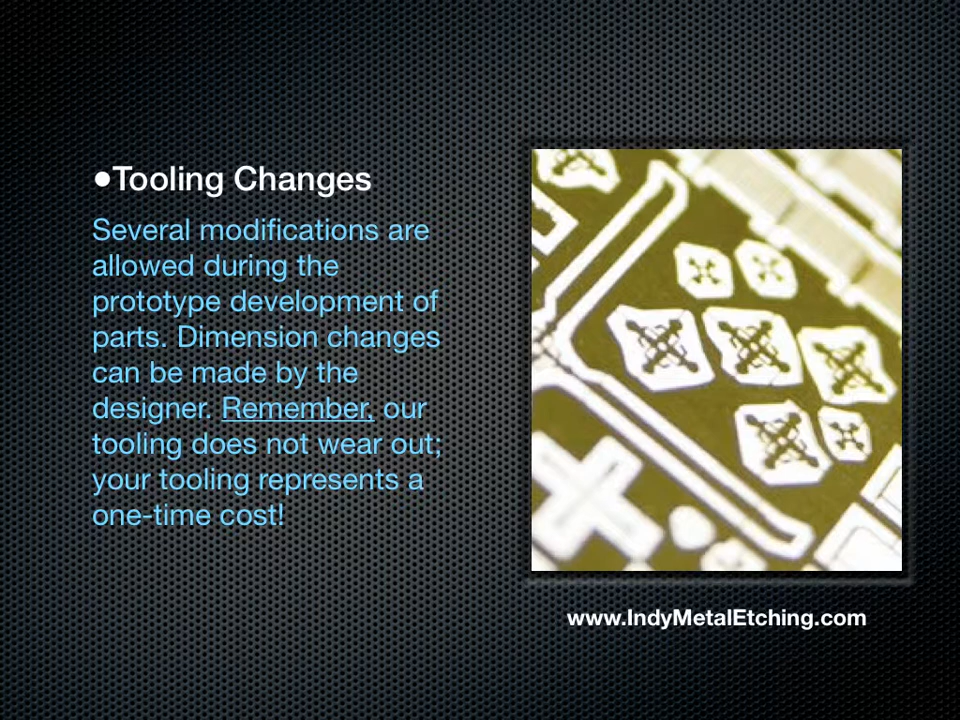 •Tooling Changes
Several modifications are
allowed during the
prototype development of
parts. Dimension changes
can be made by the
designer. Remember, our
tooling does not wear out;
your tooling represents a
one-time cost!
www.IndyMetalEtching.com